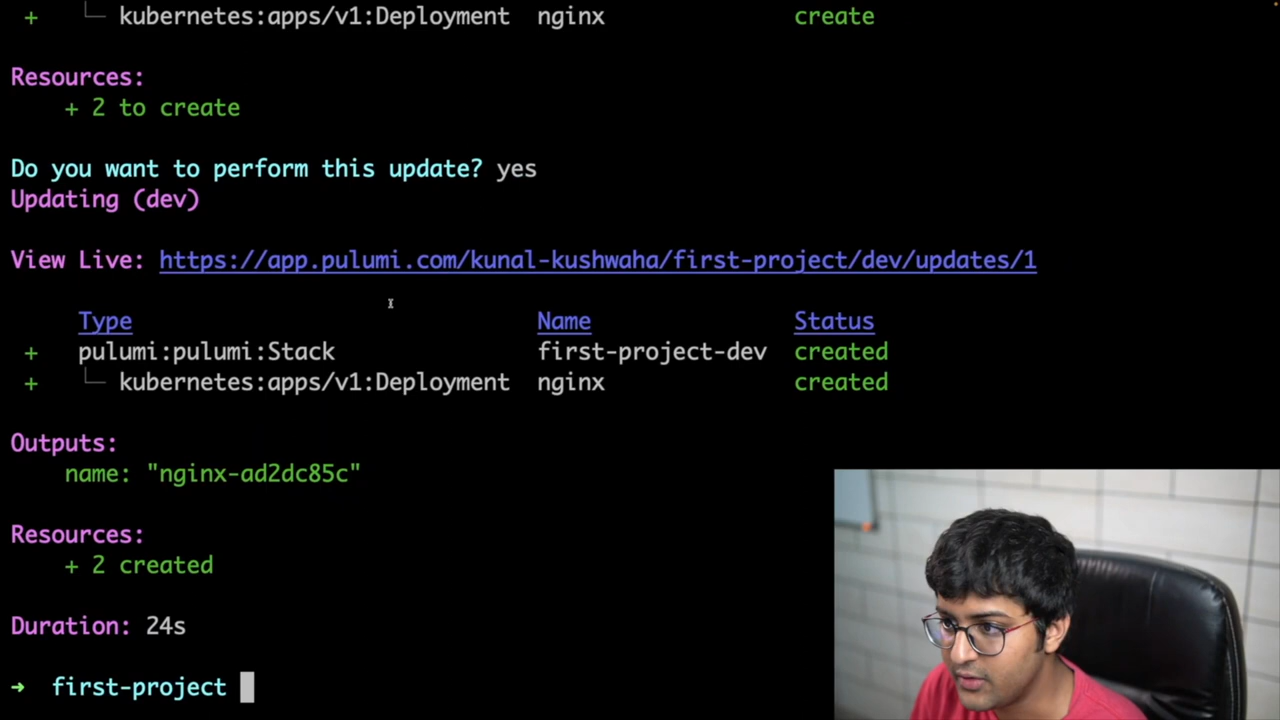 + └─ kubernetes:apps/v1:Deployment nginx create
Resources:
+ 2 to create
Do you want to perform this update? yes
Updating (dev)
View Live: https://app.pulumi.com/kunal-kushwaha/first-project/dev/updates/1
Type Name Status
+ pulumi:pulumi:Stack first-project-dev created
+ └─ kubernetes:apps/v1:Deployment nginx created
Outputs:
name: "nginx-ad2dc85c"
Resources:
+ 2 created
Duration: 24s
→ first-project